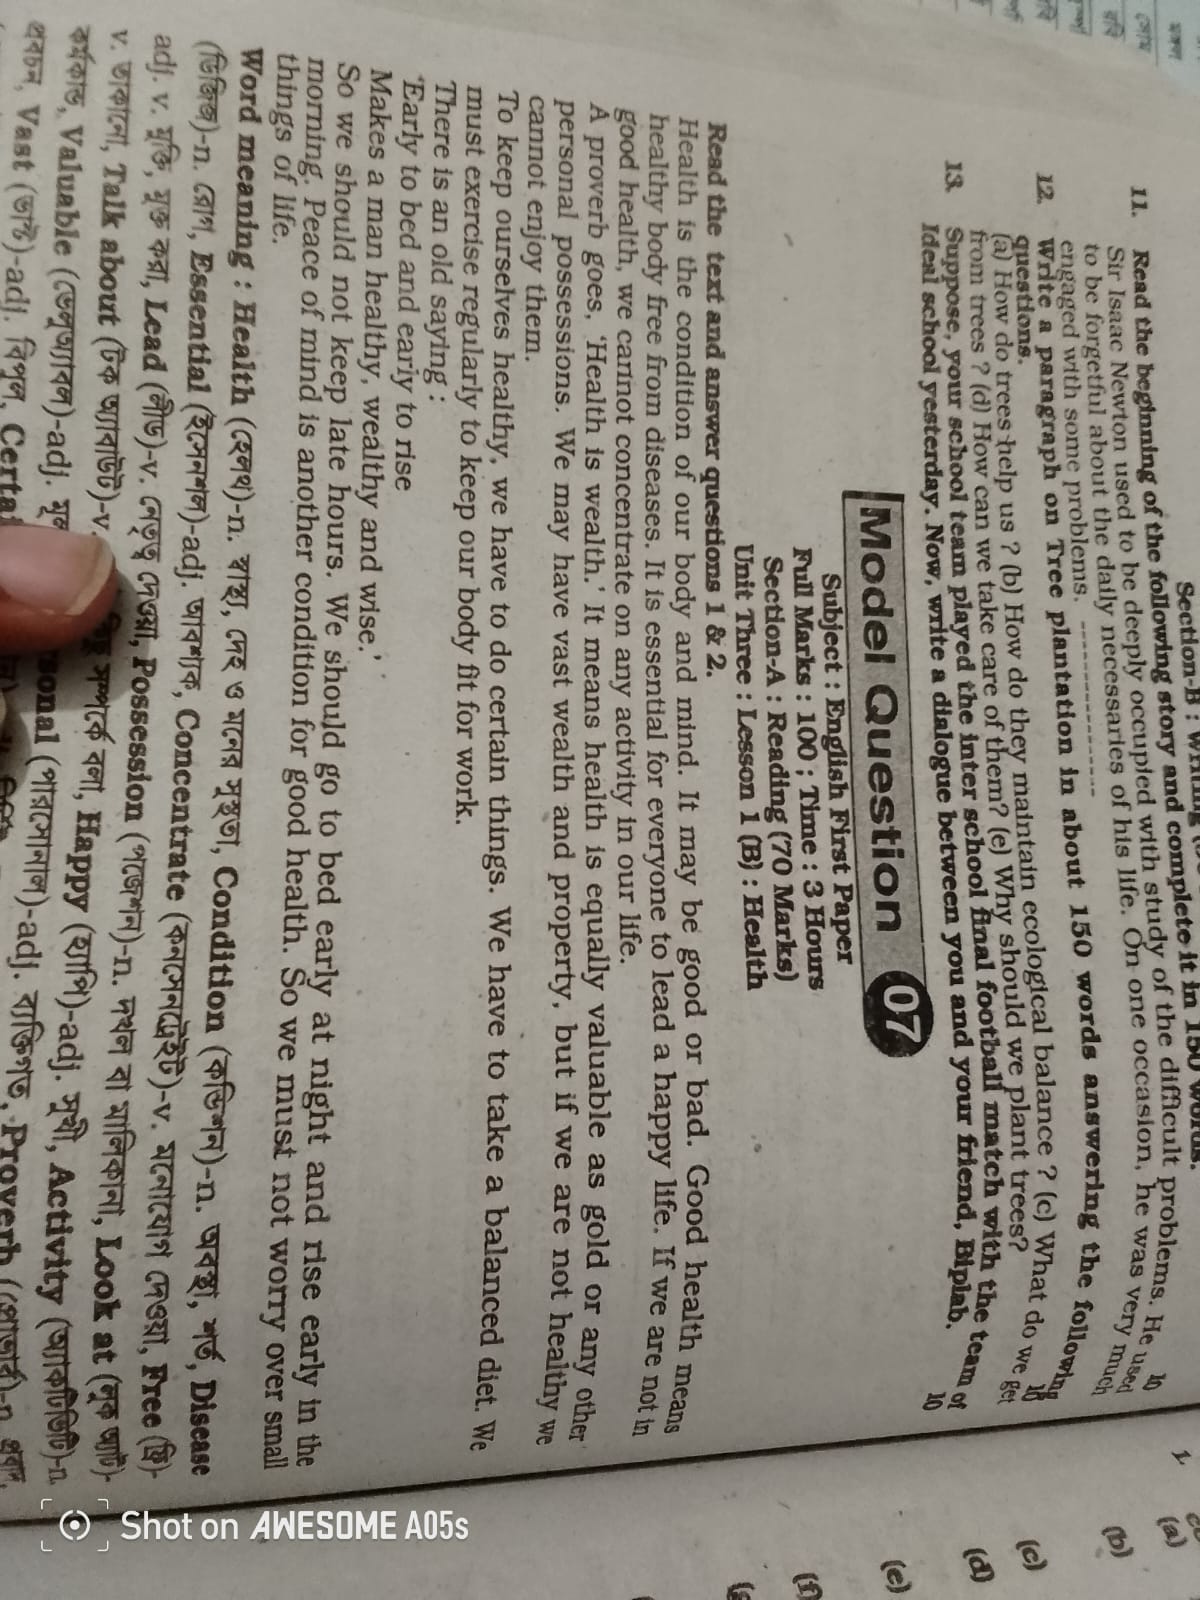 Section-B :
11. Read the beginning of the following story and complete it in 150 words. 10
Sir Isaac Newton used to be deeply occupied with study of the difficult problems. He used
to be forgetful about the daily necessaries of his life. On one occasion, he was very much
engaged with some problems. --------------
12. Write a paragraph on Tree plantation in about 150 words answering the following
questions. 10
(a) How do trees help us ? (b) How do they maintain ecological balance ? (c) What do we get
from trees ? (d) How can we take care of them? (e) Why should we plant trees?
13. Suppose, your school team played the inter school final football match with the team of
Ideal school yesterday. Now, write a dialogue between you and your friend, Biplab. 10
Model Question 07
Subject : English First Paper
Full Marks : 100 ; Time : 3 Hours
Section-A : Reading (70 Marks)
Unit Three : Lesson 1 (B) : Health
Read the text and answer questions 1 & 2.
Health is the condition of our body and mind. It may be good or bad. Good health means
healthy body free from diseases. It is essential for everyone to lead a happy life. If we are not in
good health, we cannot concentrate on any activity in our life.
A proverb goes, 'Health is wealth.' It means health is equally valuable as gold or any other
personal possessions. We may have vast wealth and property, but if we are not healthy we
cannot enjoy them.
To keep ourselves healthy, we have to do certain things. We have to take a balanced diet. We
must exercise regularly to keep our body fit for work.
There is an old saying :
'Early to bed and early to rise
Makes a man healthy, wealthy and wise.'
So we should not keep late hours. We should go to bed early at night and rise early in the
morning. Peace of mind is another condition for good health. So we must not worry over small
things of life.
Word meaning : Health (হেলথ)-n. স্বাস্থ্য, দেহ ও মনের সুস্থতা, Condition (কন্ডিশন)-n. অবস্থা, শর্ত, Disease
(ডিজিজ)-n. রোগ, Essential (ইসেনশল)-adj. আবশ্যক, Concentrate (কনসেনট্রেইট)-v. মনোযোগ দেওয়া, Free (ফ্রি)-
adj. v. মুক্তি, মুক্ত করা, Lead (লীড)-v. নেতৃত্ব দেওয়া, Possession (পজেশন)-n. দখল বা মালিকানা, Look at (লুক অ্যাট)-
v. তাকানো, Talk about (টক অ্যাবাউট)-v. সম্পর্কে বলা, Happy (হ্যাপি)-adj. সুখী, Activity (অ্যাকটিভিটি)-n.
কর্মকান্ড, Valuable (ভেলুঅ্যাবল)-adj. (পারসোনাল)-adj. ব্যক্তিগত, Proverb (প্রোভার্ব)-n.
প্রবচন, Vast (ভাস্ট)-adj. বিপুল,
Shot on AWESOME A05s
(a)
(b)
(c)
(d)
(e)
(f)